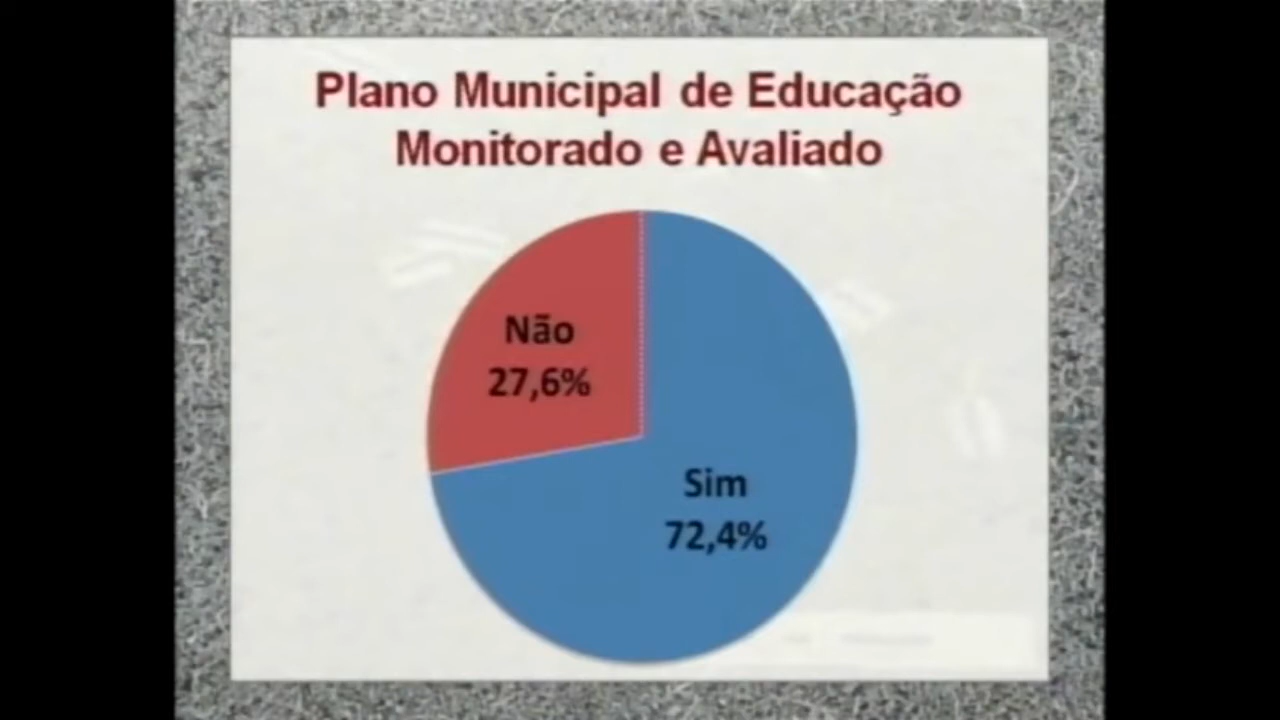 Plano Municipal de Educação
Monitorado e Avaliado
Não
27,6%
Sim
72,4%